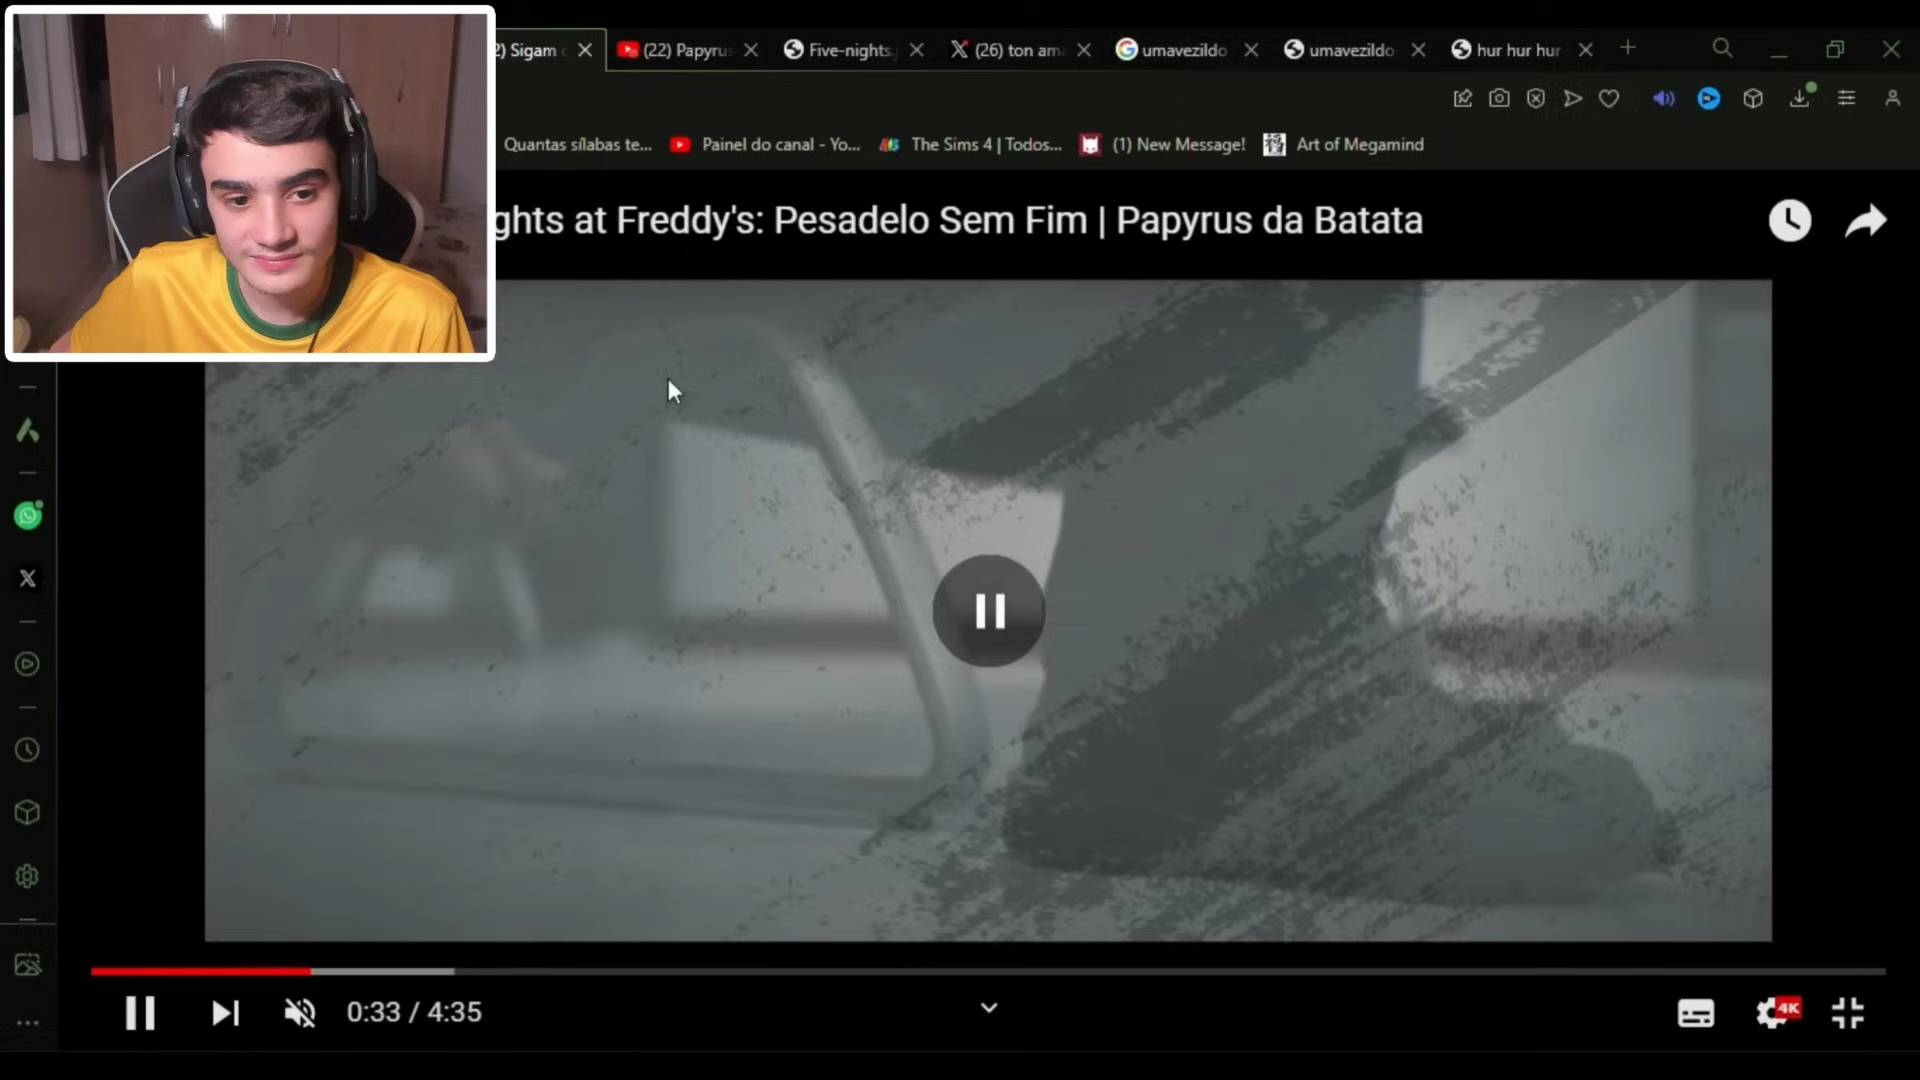 2) Sigam
(22) Papyrus
Five-nights.
(26) ton am
umavezildo
umavezildo
hur hur hur
Quantas sílabas te...
Painel do canal - Yo...
The Sims 4 | Todos...
(1) New Message!
Art of Megamind
ghts at Freddy's: Pesadelo Sem Fim | Papyrus da Batata
0:33 / 4:35
4K